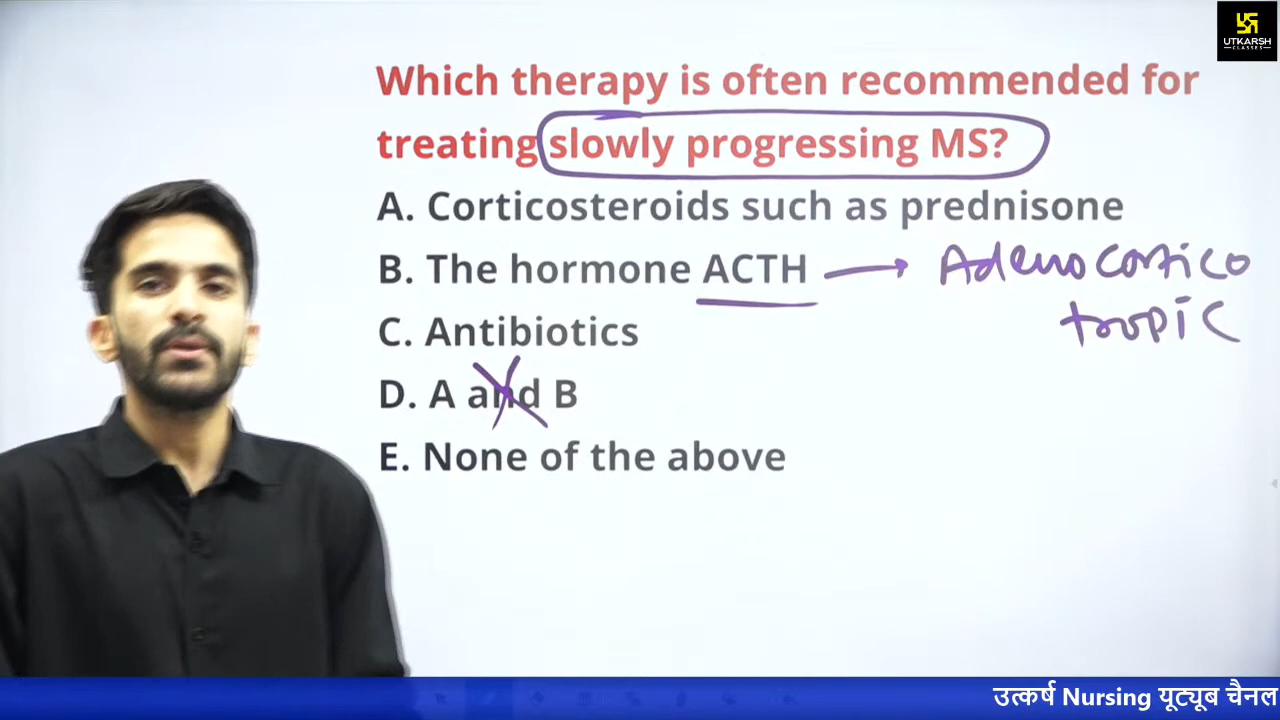 UTKARSH
CLASSES
Which therapy is often recommended for
treating slowly progressing MS?
A. Corticosteroids such as prednisone
B. The hormone ACTH → Adenocortico
tropic
C. Antibiotics
D. A and B
E. None of the above
उत्कर्ष Nursing यूट्यूब चैनल